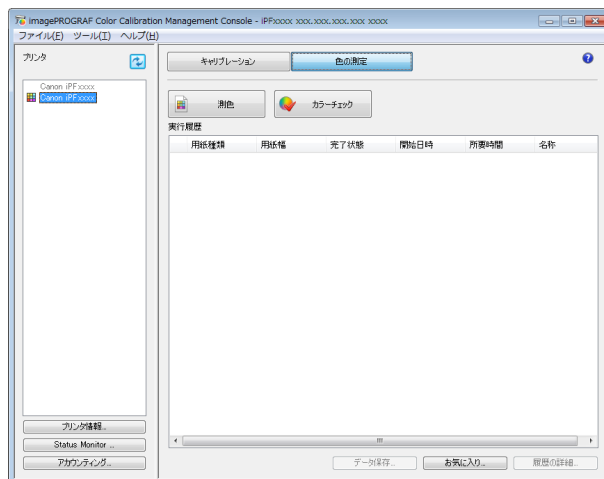 imagePROGRAF Color Calibration Management Console - iPFxxxx xxx.xxx.xxx.xxx xxxx
ファイル(F) ツール(T) ヘルプ(H)
プリンタ
キャリブレーション 色の測定
Canon iPFxxxx
Canon iPFxxxx
測色 カラーチェック
実行履歴
用紙種類 用紙幅 完了状態 開始日時 所要時間 名称
プリンタ情報...
Status Monitor ...
アカウンティング...
データ保存... お気に入り... 履歴の詳細...